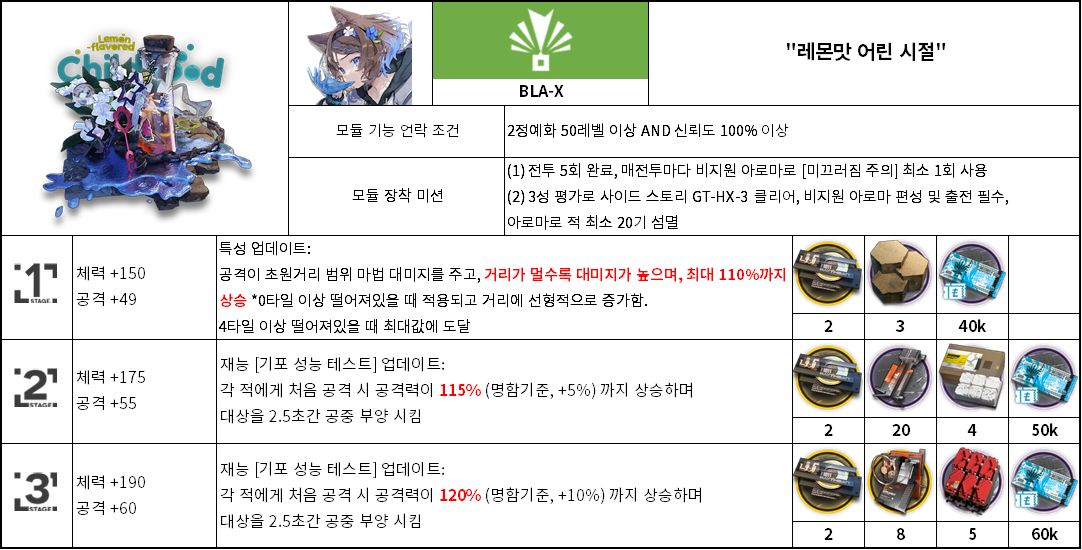 Lemon
-flavored
Childhood
BLA-X
"레몬맛 어린 시절"
모듈 기능 언락 조건
2정예화 50레벨 이상 AND 신뢰도 100% 이상
모듈 장착 미션
(1) 전투 5회 완료, 매전투마다 비지원 아로마로 [미끄러짐 주의] 최소 1회 사용
(2) 3성 평가로 사이드 스토리 GT-HX-3 클리어, 비지원 아로마 편성 및 출전 필수,
아로마로 적 최소 20기 섬멸
1
STAGE
체력 +150
공격 +49
특성 업데이트:
공격이 초원거리 범위 마법 대미지를 주고, 거리가 멀수록 대미지가 높으며, 최대 110%까지
상승 *0타일 이상 떨어져있을 때 적용되고 거리에 선형적으로 증가함.
4타일 이상 떨어져있을 때 최대값에 도달
2 3 40k
2
STAGE
체력 +175
공격 +55
재능 [기포 성능 테스트] 업데이트:
각 적에게 처음 공격 시 공격력이 115% (명함기준, +5%) 까지 상승하며
대상을 2.5초간 공중 부양 시킴
2 20 4 50k
3
STAGE
체력 +190
공격 +60
재능 [기포 성능 테스트] 업데이트:
각 적에게 처음 공격 시 공격력이 120% (명함기준, +10%) 까지 상승하며
대상을 2.5초간 공중 부양 시킴
2 8 5 60k